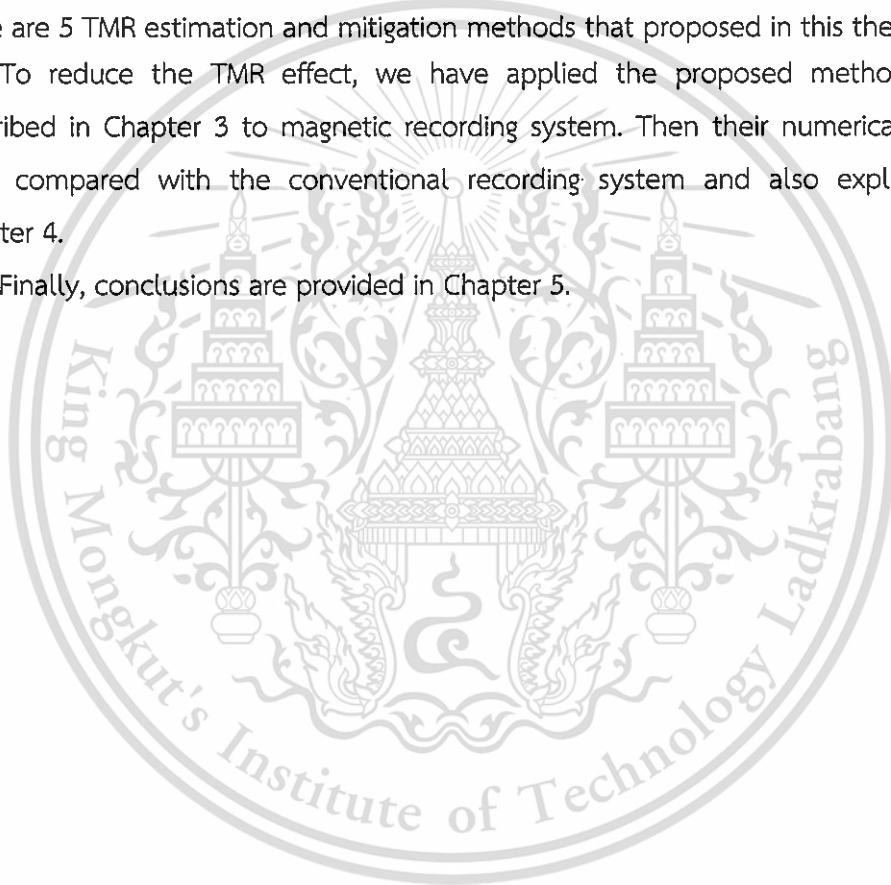 e are 5 TMR estimation and mitigation methods that proposed in this the
To reduce the TMR effect, we have applied the proposed metho
ribed in Chapter 3 to magnetic recording system. Then their numerica
compared with the conventional recording system and also expl
ter 4.
Finally, conclusions are provided in Chapter 5.
King Mongkut's Institute of Technology Ladkrabang